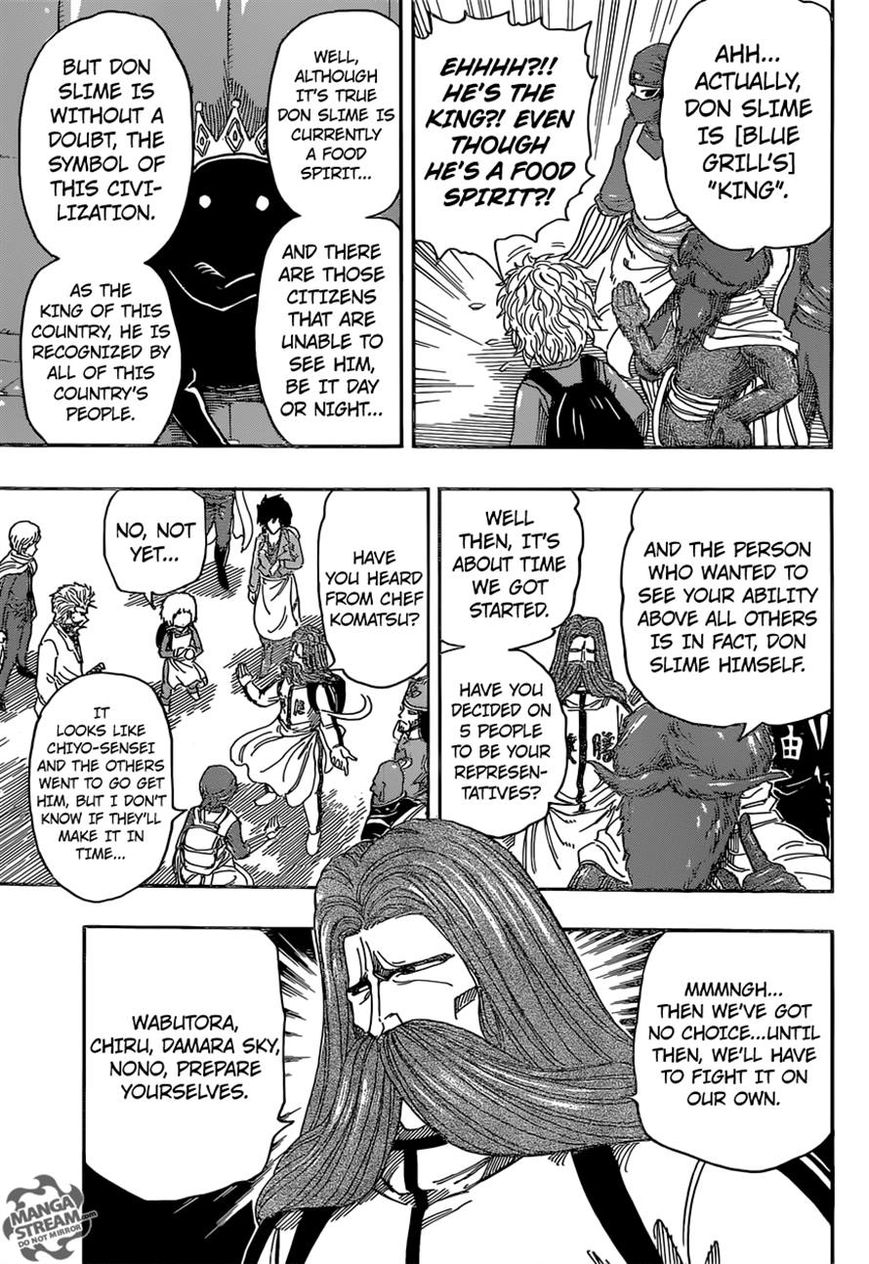 AHH...
ACTUALLY,
DON SLIME
IS [BLUE
GRILL'S]
"KING".
EHHHH?!!
HE'S THE
KING?! EVEN
THOUGH
HE'S A FOOD
SPIRIT?!
WELL,
ALTHOUGH
IT'S TRUE
DON SLIME IS
CURRENTLY
A FOOD
SPIRIT...
AND THERE
ARE THOSE
CITIZENS
THAT ARE
UNABLE TO
SEE HIM,
BE IT DAY
OR NIGHT...
BUT DON
SLIME IS
WITHOUT A
DOUBT, THE
SYMBOL OF
THIS CIVI-
LIZATION.
AS THE
KING OF THIS
COUNTRY, HE IS
RECOGNIZED BY
ALL OF THIS
COUNTRY'S
PEOPLE.
AND THE PERSON
WHO WANTED TO
SEE YOUR ABILITY
ABOVE ALL OTHERS
IS IN FACT, DON
SLIME HIMSELF.
WELL
THEN, IT'S
ABOUT TIME
WE GOT
STARTED.
HAVE YOU
DECIDED ON
5 PEOPLE
TO BE YOUR
REPRESEN-
TATIVES?
由
HAVE
YOU HEARD
FROM CHEF
KOMATSU?
NO, NOT
YET...
IT
LOOKS LIKE
CHIYO-SENSEI
AND THE OTHERS
WENT TO GO GET
HIM, BUT I DON'T
KNOW IF THEY'LL
MAKE IT IN
TIME...
MMMNGH...
THEN WE'VE GOT
NO CHOICE...UNTIL
THEN, WE'LL HAVE
TO FIGHT IT ON
OUR OWN.
WABUTORA,
CHIRU, DAMARA SKY,
NONO, PREPARE
YOURSELVES.
MANGA
STREAM.COM
DO NOT MIRROR